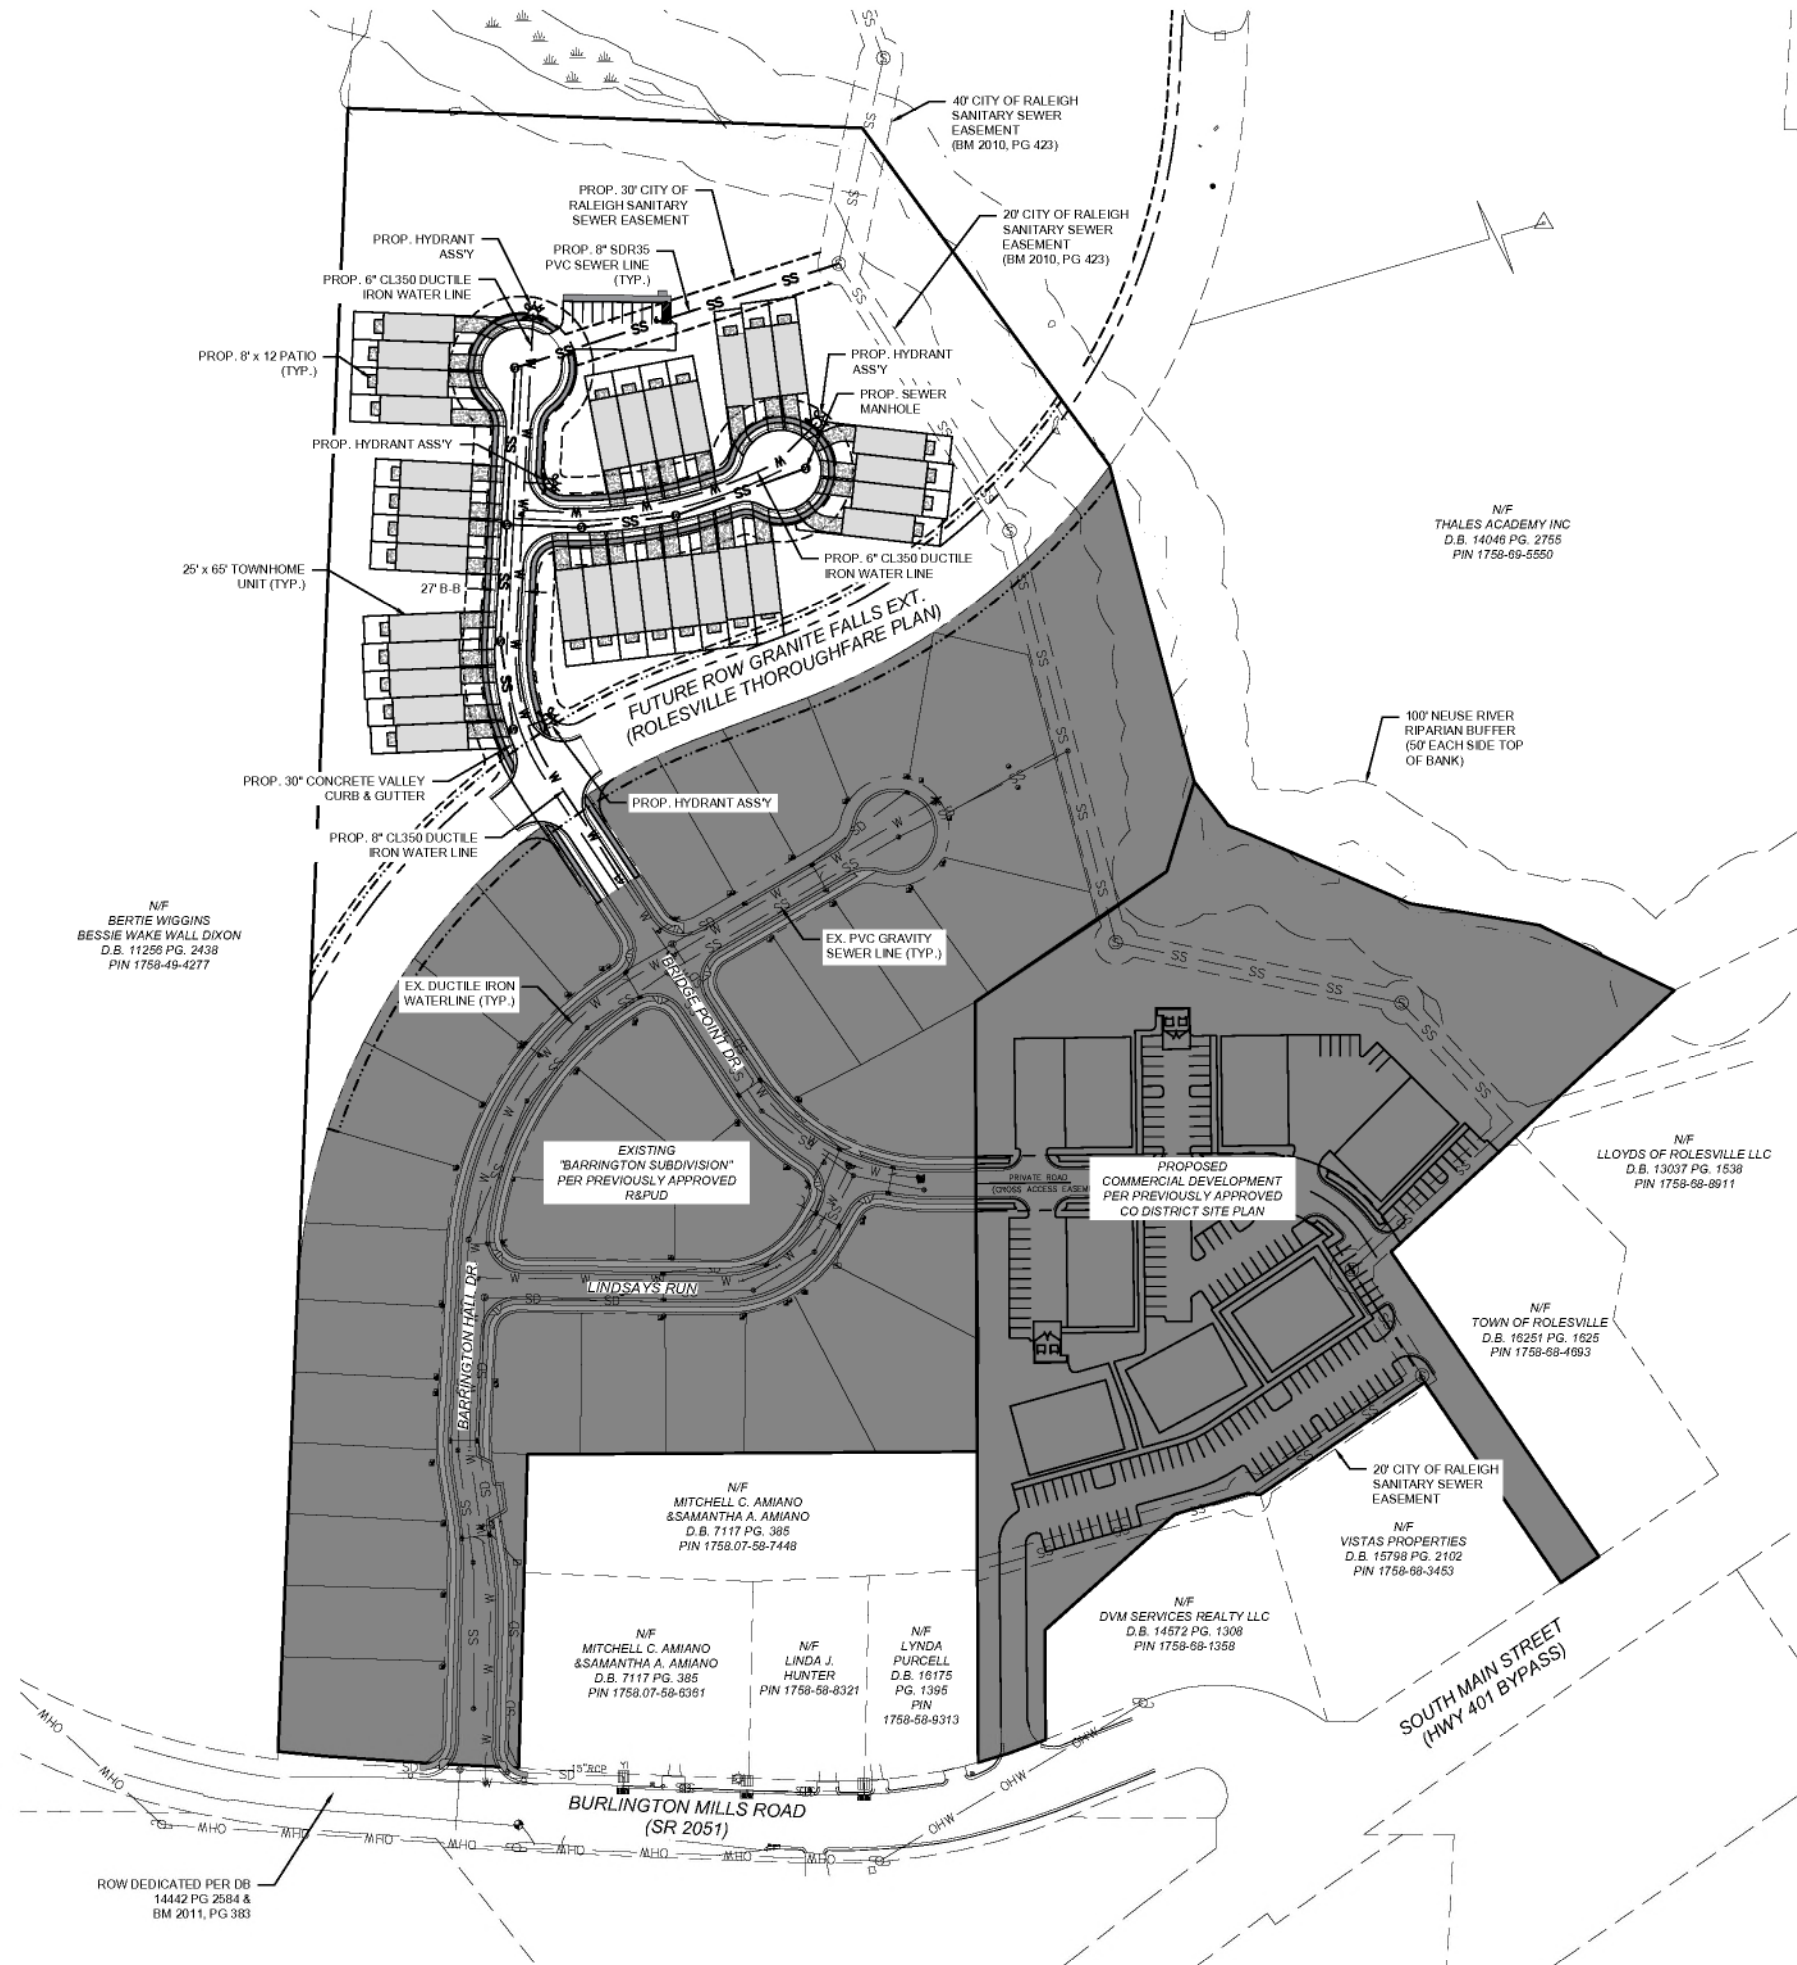 40' CITY OF RALEIGH
SANITARY SEWER
EASEMENT
(BM 2010, PG 423)
PROP. 30' CITY OF
RALEIGH SANITARY
SEWER EASEMENT
20' CITY OF RALEIGH
SANITARY SEWER
EASEMENT
(BM 2010, PG 423)
PROP. HYDRANT
ASS'Y
PROP. 8" SDR35
PVC SEWER LINE
(TYP.)
PROP. 6" CL350 DUCTILE
IRON WATER LINE
PROP. 8' x 12 PATIO
(TYP.)
PROP. HYDRANT
ASS'Y
PROP. SEWER
MANHOLE
PROP. HYDRANT ASS'Y
N/F
THALES ACADEMY INC
D.B. 14046 PG. 2755
PIN 1758-69-5550
PROP. 6" CL350 DUCTILE
IRON WATER LINE
25' x 65' TOWNHOME
UNIT (TYP.)
27' B-B
FUTURE ROW GRANITE FALLS EXT.
(ROLESVILLE THOROUGHFARE PLAN)
100' NEUSE RIVER
RIPARIAN BUFFER
(50' EACH SIDE TOP
OF BANK)
PROP. 30" CONCRETE VALLEY
CURB & GUTTER
PROP. HYDRANT ASS'Y
PROP. 8" CL350 DUCTILE
IRON WATER LINE
N/F
BERTIE WIGGINS
BESSIE WAKE WALL DIXON
D.B. 11256 PG. 2438
PIN 1758-49-4277
EX. PVC GRAVITY
SEWER LINE (TYP.)
EX. DUCTILE IRON
WATERLINE (TYP.)
BRIDGE POINT DR.
EXISTING
"BARRINGTON SUBDIVISION"
PER PREVIOUSLY APPROVED
R&PUD
PRIVATE ROAD
(CROSS ACCESS EASEM
PROPOSED
COMMERCIAL DEVELOPMENT
PER PREVIOUSLY APPROVED
CO DISTRICT SITE PLAN
N/F
LLOYDS OF ROLESVILLE LLC
D.B. 13037 PG. 1538
PIN 1758-68-8911
LINDSAYS RUN
BARRINGTON HALL DR.
N/F
TOWN OF ROLESVILLE
D.B. 16251 PG. 1625
PIN 1758-68-4693
N/F
MITCHELL C. AMIANO
&SAMANTHA A. AMIANO
D.B. 7117 PG. 385
PIN 1758.07-58-7448
20' CITY OF RALEIGH
SANITARY SEWER
EASEMENT
N/F
VISTAS PROPERTIES
D.B. 15798 PG. 2102
PIN 1758-68-3453
N/F
DVM SERVICES REALTY LLC
D.B. 14572 PG. 1308
PIN 1758-68-1358
N/F
MITCHELL C. AMIANO
&SAMANTHA A. AMIANO
D.B. 7117 PG. 385
PIN 1758.07-58-6361
N/F
LINDA J.
HUNTER
PIN 1758-58-8321
N/F
LYNDA
PURCELL
D.B. 16175
PG. 1395
PIN
1758-58-9313
SOUTH MAIN STREET
(HWY 401 BYPASS)
15"RCP
BURLINGTON MILLS ROAD
(SR 2051)
OHW
ROW DEDICATED PER DB
14442 PG 2584 &
BM 2011, PG 383